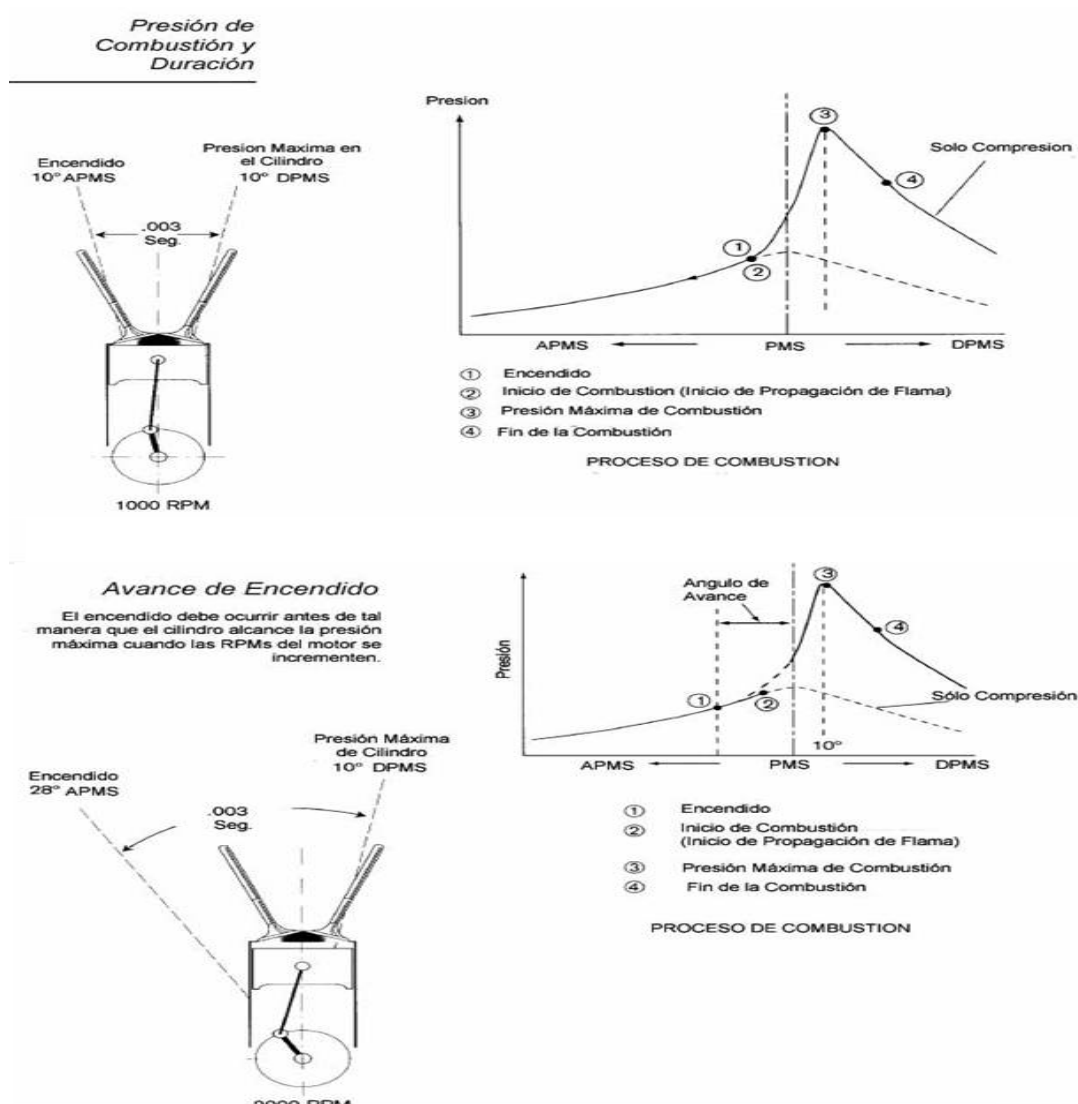 Presión de
Combustión y
Duración
Encendido
10° APMS
Presion Maxima en
el Cilindro
10° DPMS
.003
Seg.
1000 RPM
Presion
③
Solo Compresion
④
①
②
APMS
PMS
DPMS
① Encendido
② Inicio de Combustion (Inicio de Propagación de Flama)
③ Presión Máxima de Combustión
④ Fin de la Combustión
PROCESO DE COMBUSTION
Avance de Encendido
El encendido debe ocurrir antes de tal
manera que el cilindro alcance la presión
máxima cuando las RPMs del motor se
incrementen.
Encendido
28° APMS
Presión Máxima
de Cilindro
10° DPMS
.003
Seg.
RPM
Angulo de
Avance
Presión
③
④
①
②
Sólo Compresión
10°
APMS
PMS
DPMS
① Encendido
② Inicio de Combustión
(Inicio de Propagación de Flama)
③ Presión Máxima de Combustión
④ Fin de la Combustión
PROCESO DE COMBUSTION